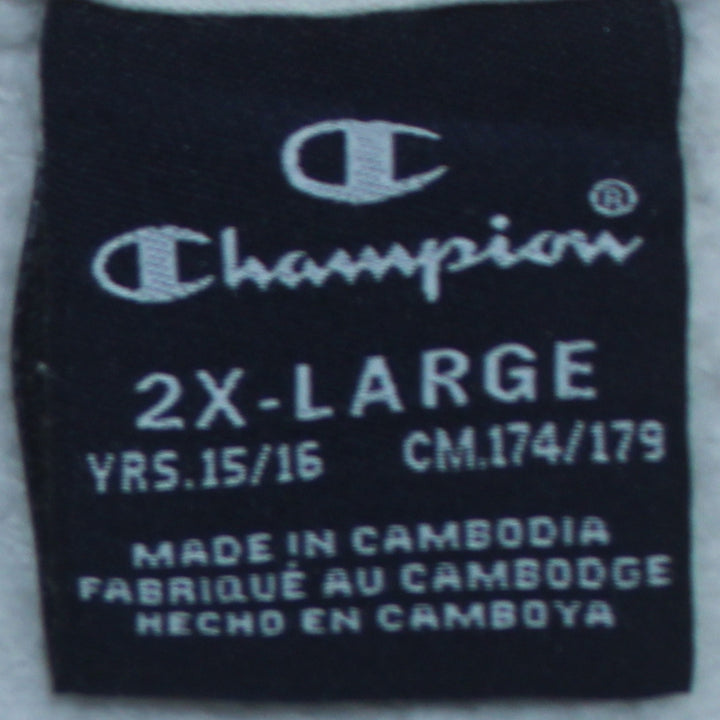 Champion®
2X-LARGE
YRS.15/16 CM.174/179
MADE IN CAMBODIA
FABRIQUÉ AU CAMBODGE
HECHO EN CAMBOYA